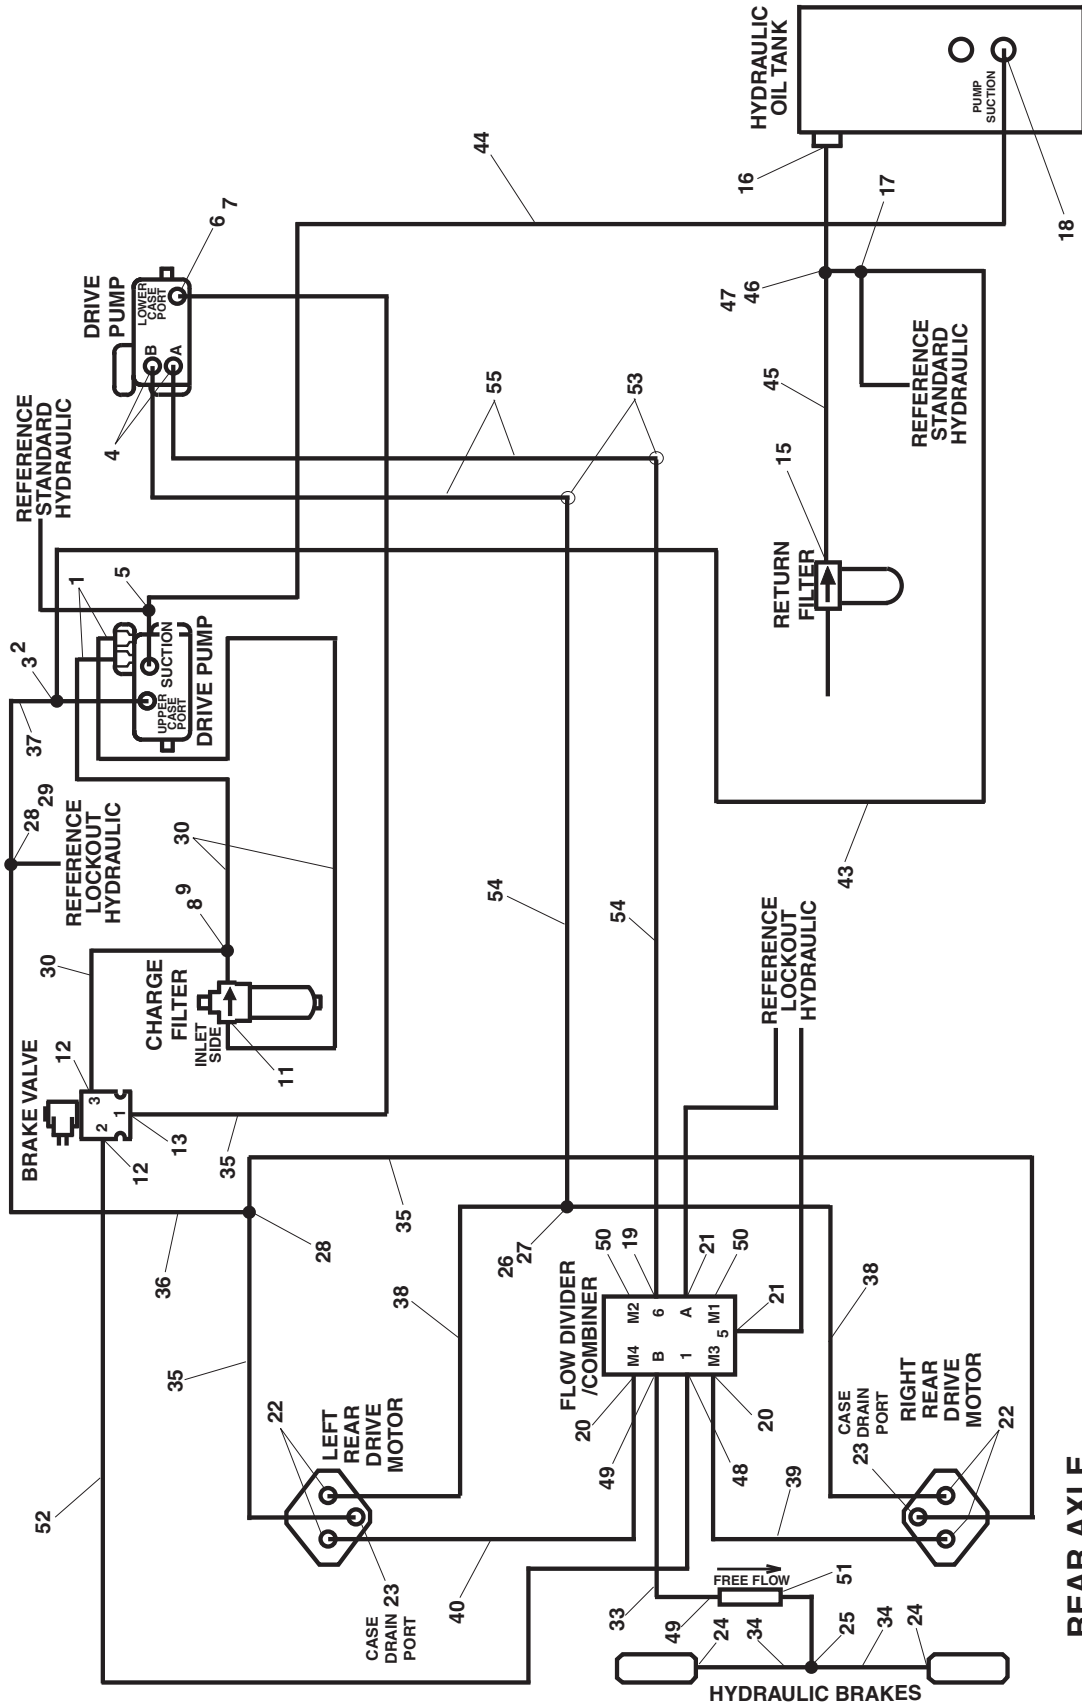 HYDRAULIC
OIL TANK
PUMP
SUCTION
18
16
17
44
47
46
REFERENCE
STANDARD
HYDRAULIC
45
15
RETURN
FILTER
43
DRIVE
PUMP
LOWER
CASE
PORT
B
A
6
7
4
55
53
REFERENCE
STANDARD
HYDRAULIC
1
5
SUCTION
UPPER
CASE
PORT
DRIVE PUMP
2
3
37
28
29
REFERENCE
LOCKOUT
HYDRAULIC
30
8
9
30
CHARGE
FILTER
INLET
SIDE
11
54
54
REFERENCE
LOCKOUT
HYDRAULIC
BRAKE VALVE
12
3
2
1
12
13
35
35
36
28
26
27
38
35
38
FLOW DIVIDER
/COMBINER
50
19
21
50
21
M2
6
A
M1
5
M4
B
1
M3
20
49
48
20
22
LEFT
REAR
DRIVE
MOTOR
CASE
DRAIN
PORT
23
40
52
39
RIGHT
REAR
DRIVE
MOTOR
CASE
DRAIN
PORT
23
22
33
49
FREE FLOW
51
24
34
25
34
24
HYDRAULIC BRAKES
REAR AXLE